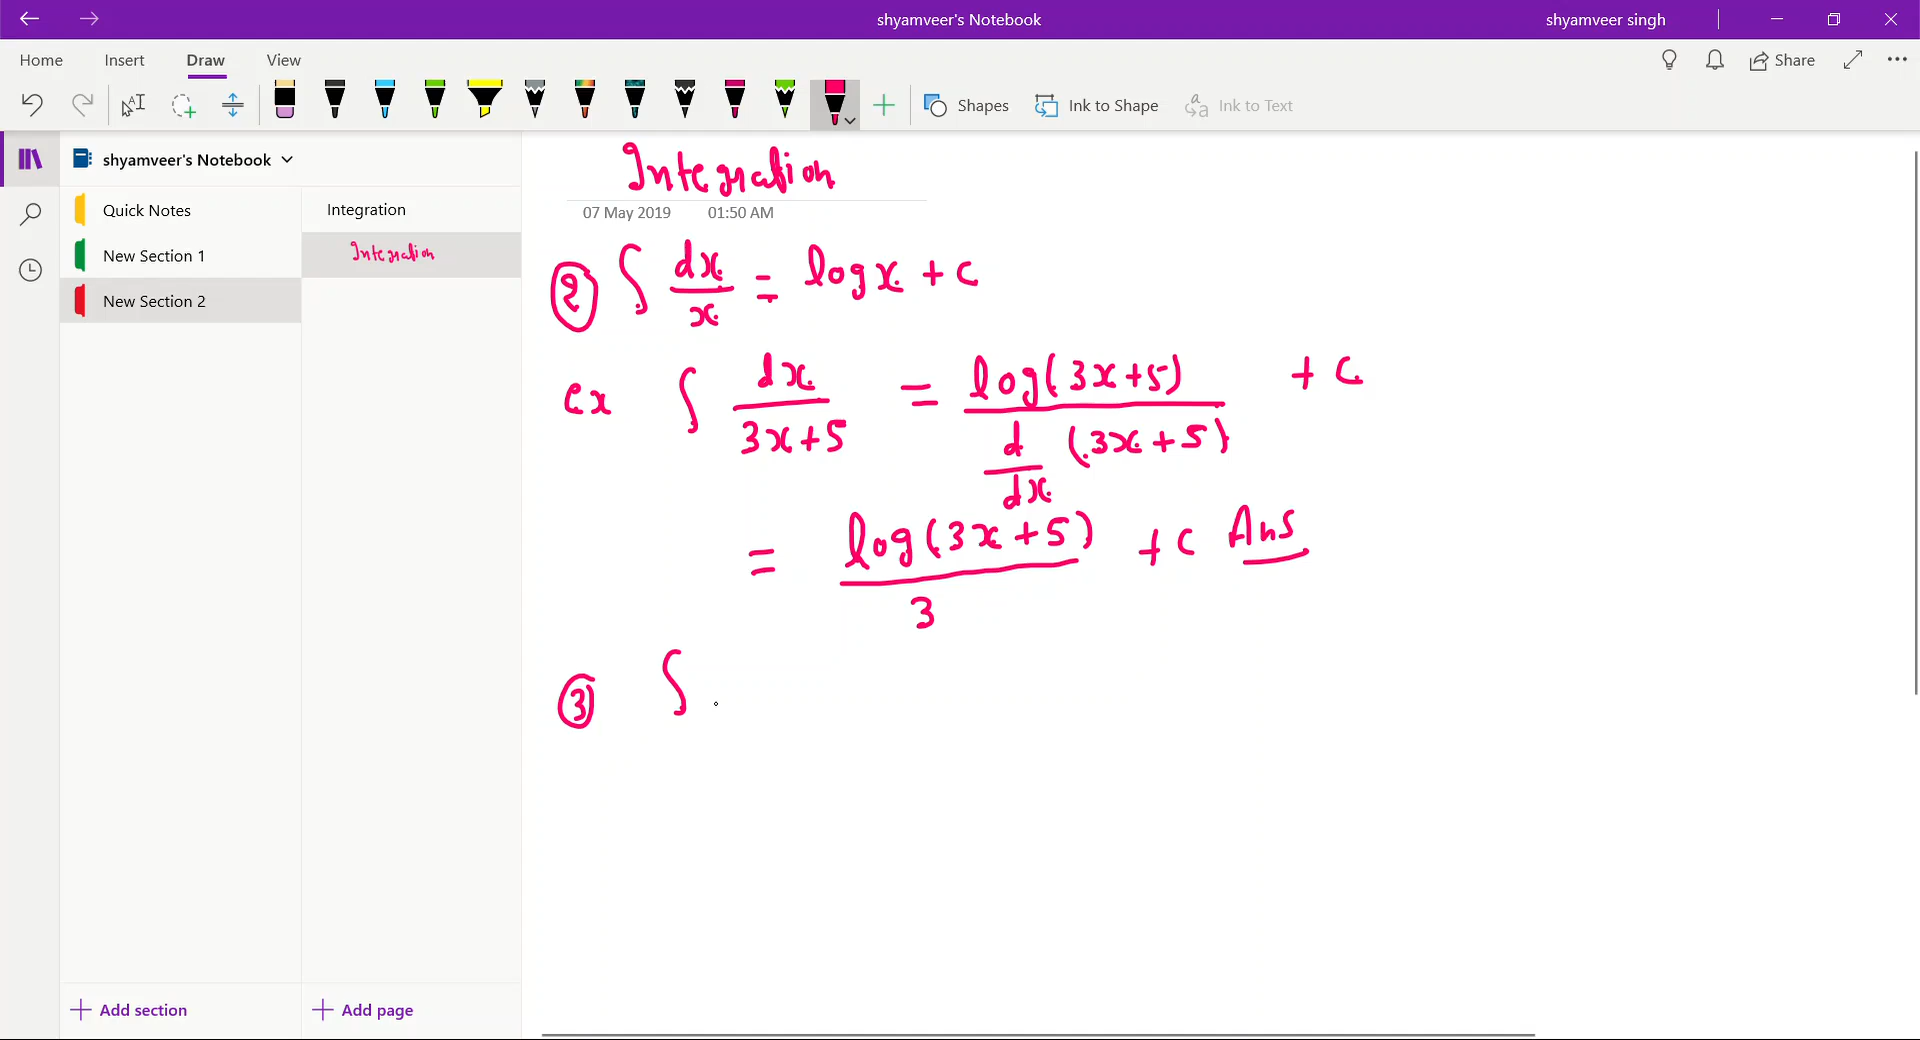 shyamveer's Notebook
shyamveer singh
Home Insert Draw View
Share
Shapes Ink to Shape Ink to Text
shyamveer's Notebook
Quick Notes
New Section 1
New Section 2
Add section
Integration
Integration
Add page
Integration
07 May 2019 01:50 AM
② ∫ dx/x = log x + c
ex ∫ dx/(3x+5) = log(3x+5) / (d/dx (3x+5)) + c
= log(3x+5)/3 + c Ans
③ ∫